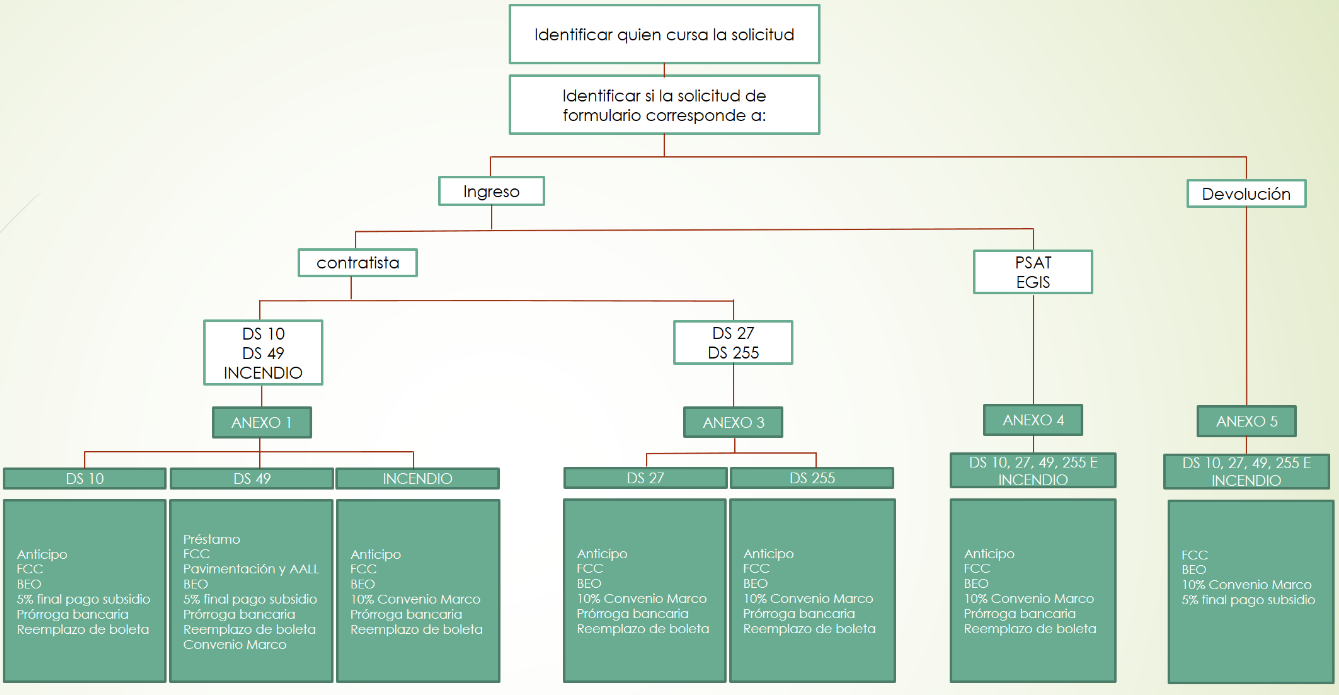 Identificar quien cursa la solicitud
Identificar si la solicitud de
formulario corresponde a:
Ingreso
Devolución
contratista
PSAT
EGIS
DS 10
DS 49
INCENDIO
DS 27
DS 255
ANEXO 1
ANEXO 3
ANEXO 4
ANEXO 5
DS 10
DS 49
INCENDIO
DS 27
DS 255
DS 10, 27, 49, 255 E
INCENDIO
DS 10, 27, 49, 255 E
INCENDIO
Anticipo
FCC
BEO
5% final pago subsidio
Prórroga bancaria
Reemplazo de boleta
Préstamo
FCC
Pavimentación y AALL
BEO
5% final pago subsidio
Prórroga bancaria
Reemplazo de boleta
Convenio Marco
Anticipo
FCC
BEO
10% Convenio Marco
Prórroga bancaria
Reemplazo de boleta
Anticipo
FCC
BEO
10% Convenio Marco
Prórroga bancaria
Reemplazo de boleta
Anticipo
FCC
BEO
10% Convenio Marco
Prórroga bancaria
Reemplazo de boleta
Anticipo
FCC
BEO
10% Convenio Marco
Prórroga bancaria
Reemplazo de boleta
FCC
BEO
10% Convenio Marco
5% final pago subsidio